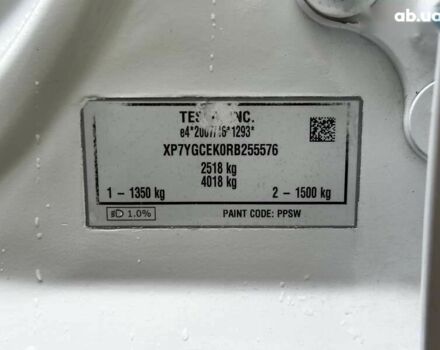 ab.ua
TESLA, INC.
e4*2007/46*1293*
XP7YGCEK0RB255576
2518 kg
4018 kg
1 – 1350 kg 2 – 1500 kg
1.0% PAINT CODE: PPSW